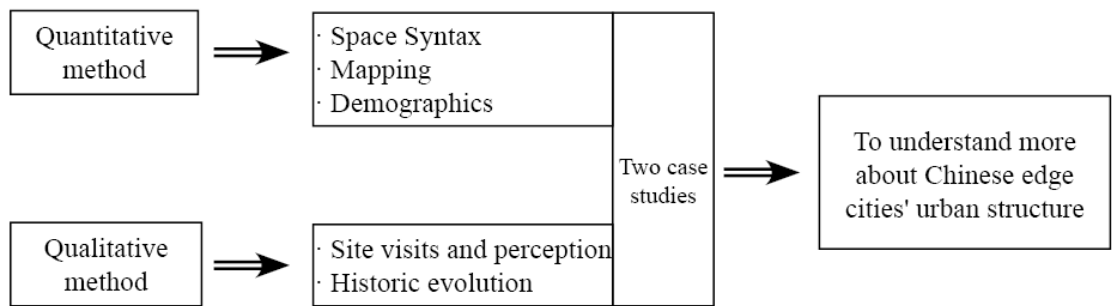 Quantitative
method
· Space Syntax
· Mapping
· Demographics
Two case
studies
To understand more
about Chinese edge
cities' urban structure
Qualitative
method
· Site visits and perception
· Historic evolution